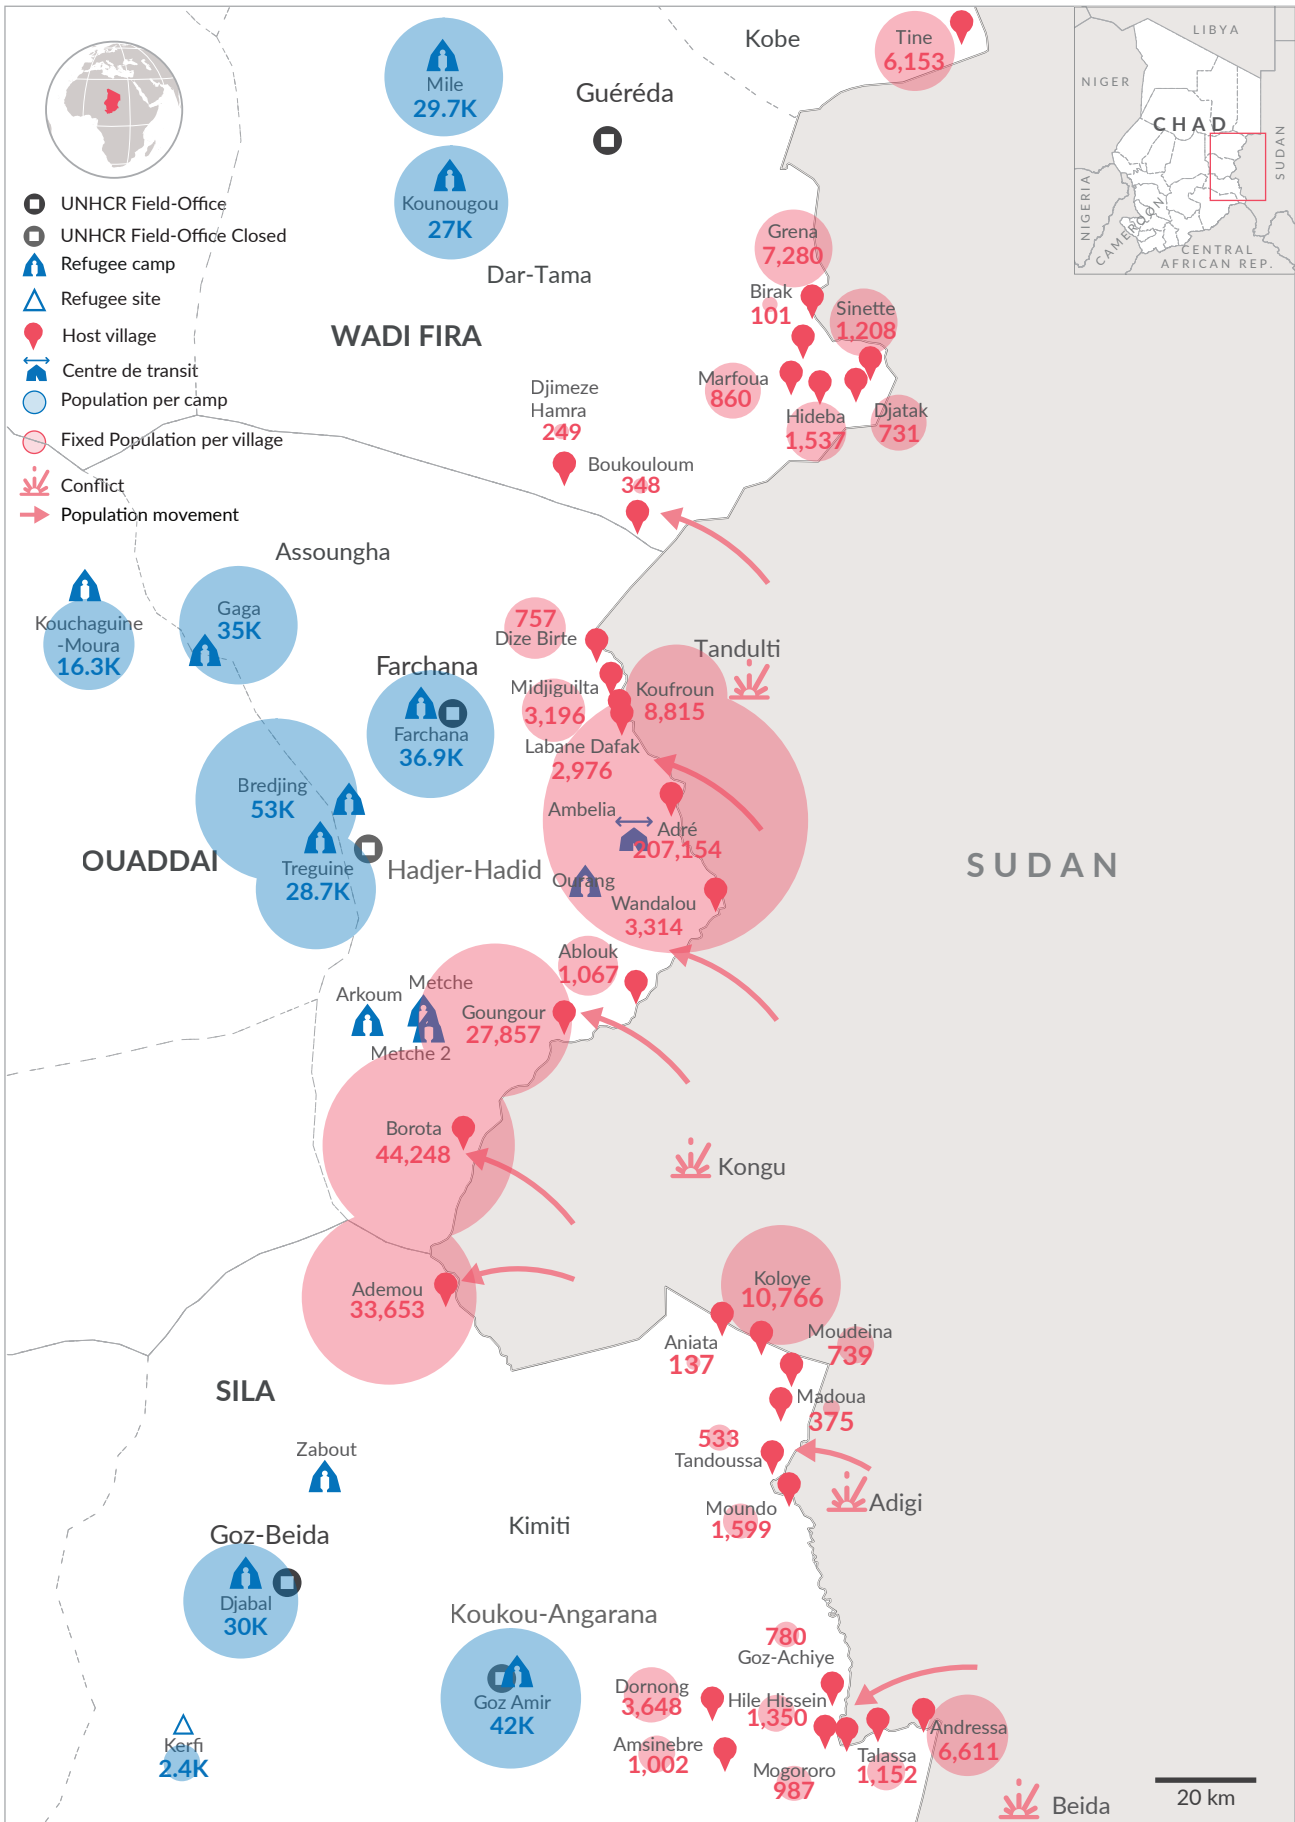 Kobe
Tine
6,153
Mile
29.7K
Guéréda
Kounougou
27K
Dar-Tama
WADI FIRA
LIBYA
NIGER
CHAD
SUDAN
NIGERIA
CAMEROON
CENTRAL
AFRICAN REP.
UNHCR Field-Office
UNHCR Field-Office Closed
Refugee camp
Refugee site
Host village
Centre de transit
Population per camp
Fixed Population per village
Conflict
Population movement
Grena
7,280
Birak
101
Sinette
1,208
Marfoua
860
Hideba
1,537
Djatak
731
Djimeze
Hamra
249
Boukouloum
348
Assoungha
Kouchaguine
-Moura
16.3K
Gaga
35K
Farchana
Farchana
36.9K
757
Dize Birte
Midjiguilta
3,196
Tandulti
Koufroun
8,815
Labane Dafak
2,976
Bredjing
53K
Treguine
28.7K
OUADDAI
Hadjer-Hadid
Ambelia
Adré
207,154
Ourang
Wandalou
3,314
SUDAN
Ablouk
1,067
Arkoum
Metche
Metche 2
Goungour
27,857
Borota
44,248
Kongu
Ademou
33,653
Koloye
10,766
Aniata
137
Moudeina
739
Madoua
375
533
Tandoussa
Adigi
Moundo
1,599
SILA
Zabout
Kimiti
Goz-Beida
Djabal
30K
Koukou-Angarana
Goz Amir
42K
Kerfi
2.4K
780
Goz-Achiye
Dornong
3,648
Hile Hissein
1,350
Amsinebre
1,002
Mogororo
987
Talassa
1,152
Andressa
6,611
Beida
20 km